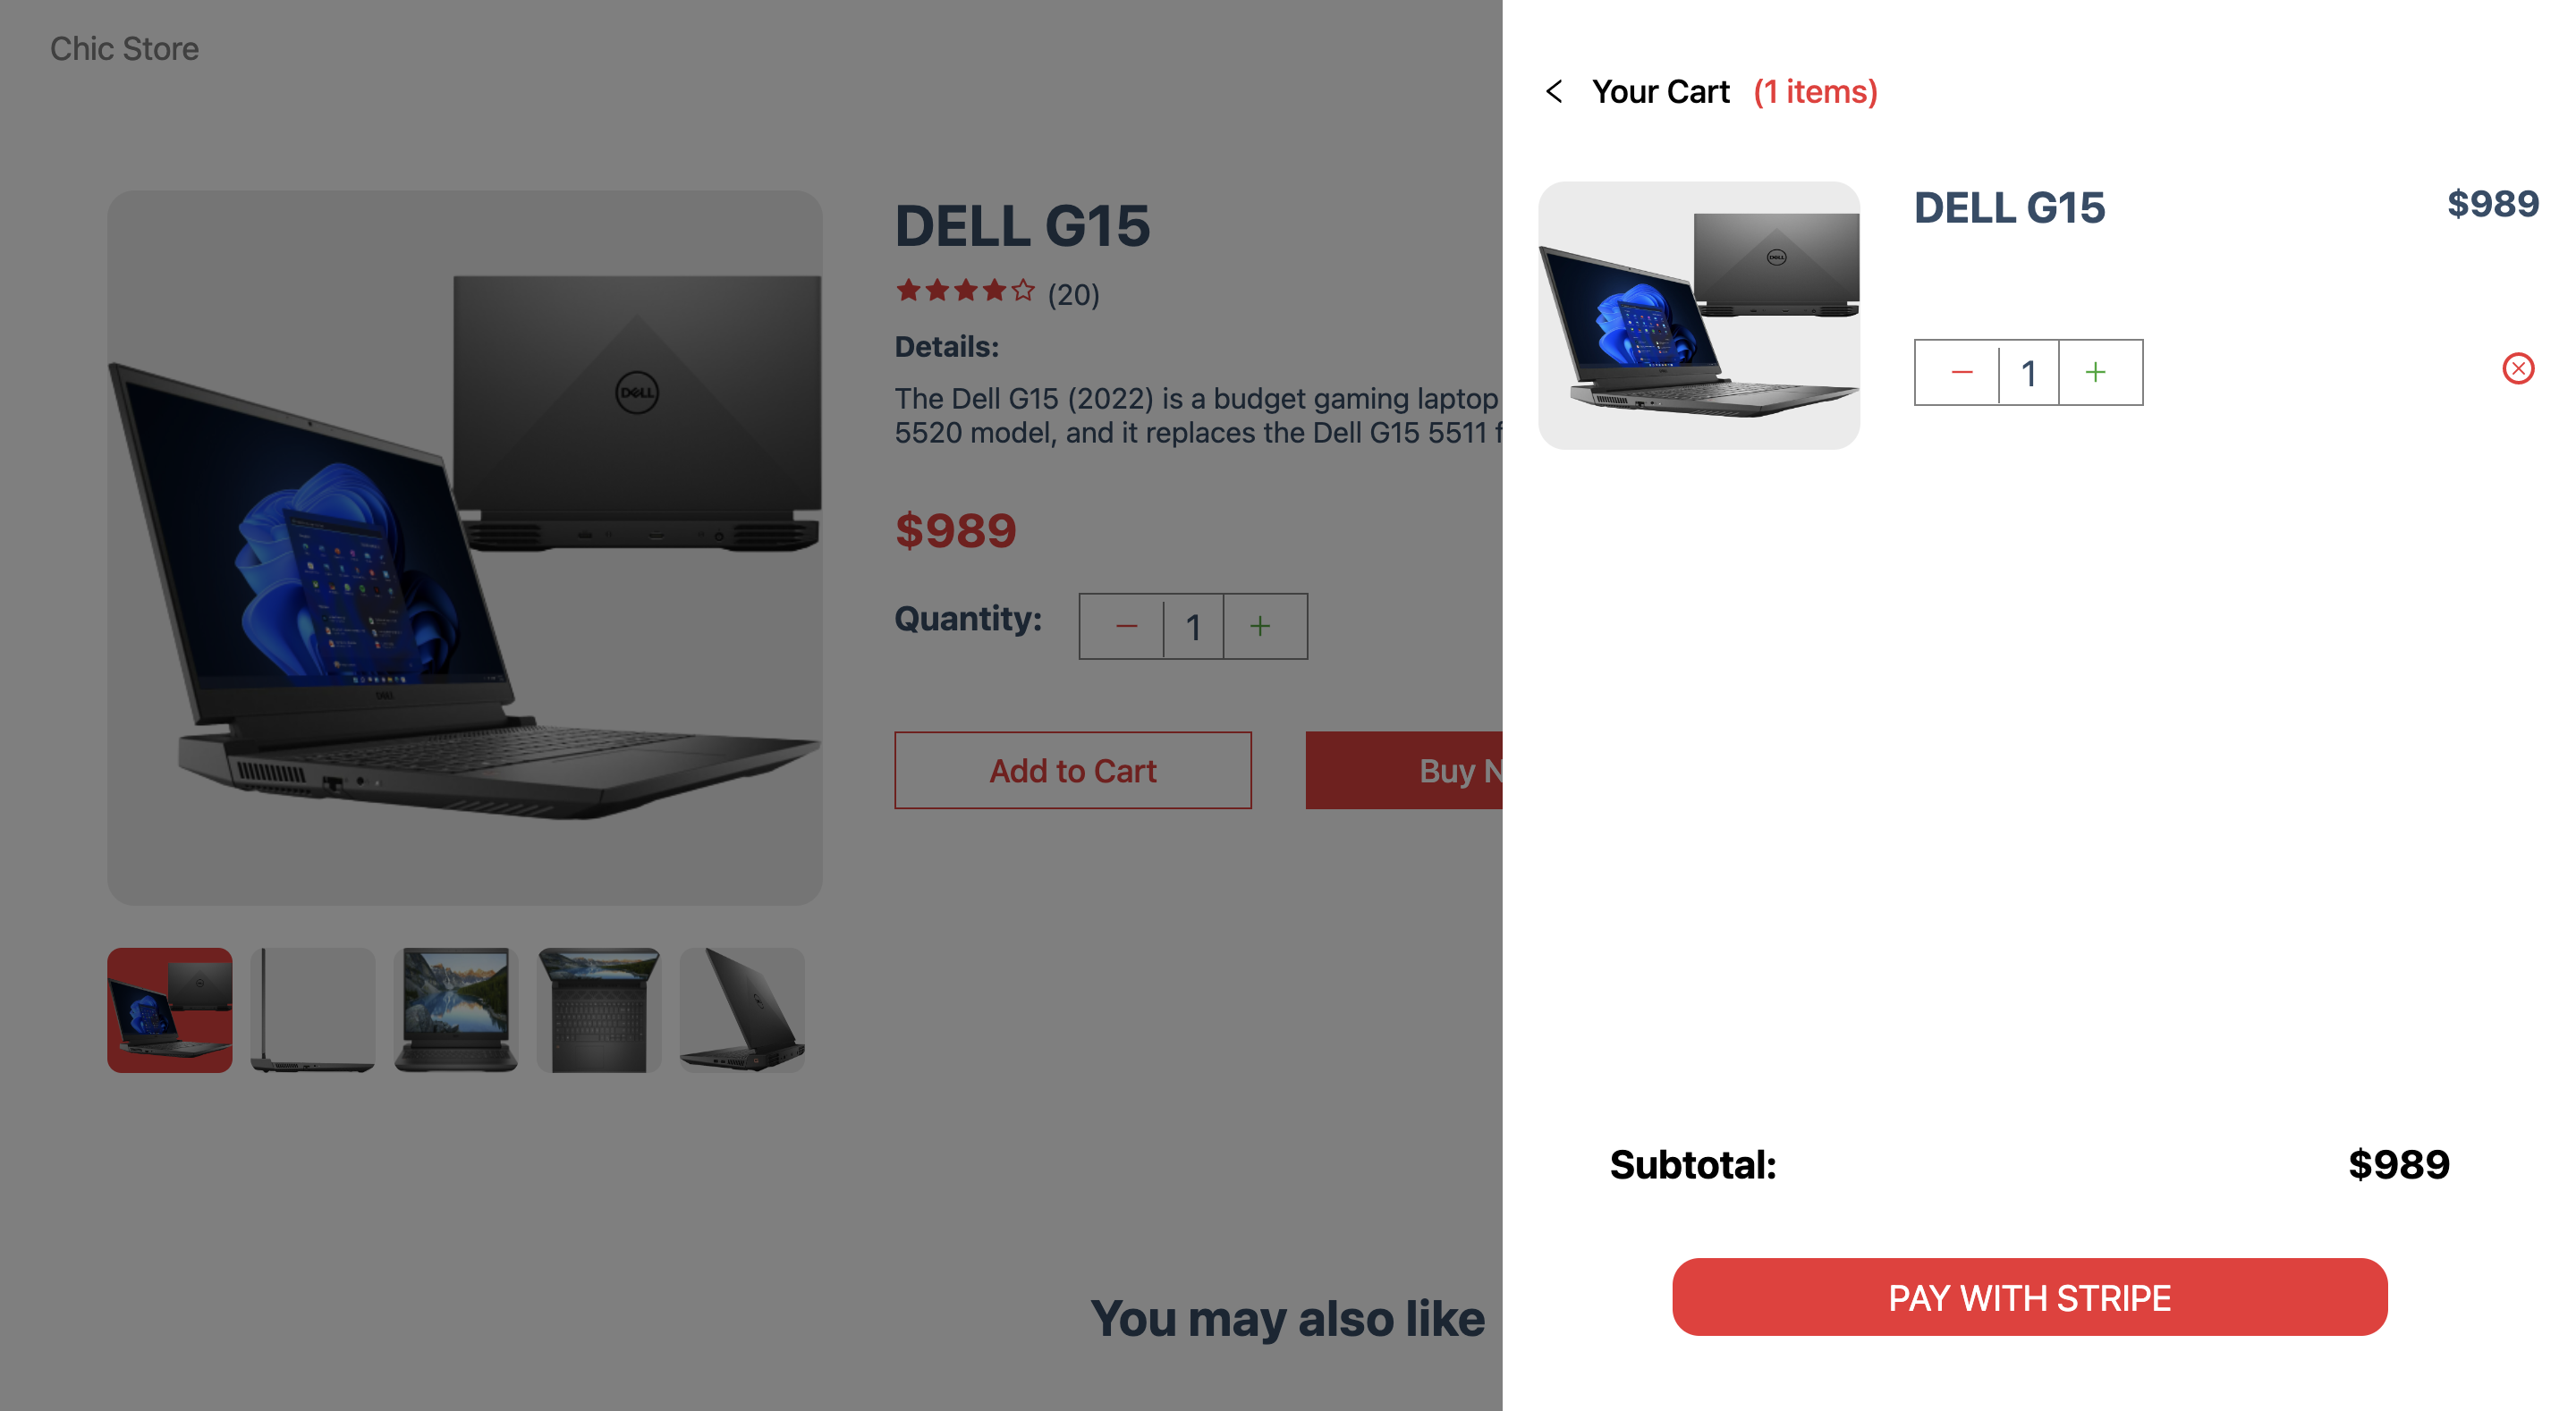 Chic Store
DELL G15
(20)
Details:
The Dell G15 (2022) is a budget gaming laptop
5520 model, and it replaces the Dell G15 5511 f
$989
Quantity:
− 1 +
Add to Cart
Buy N
You may also like
< Your Cart (1 items)
DELL G15
$989
− 1 +
Subtotal:
$989
PAY WITH STRIPE
DELL
DELL